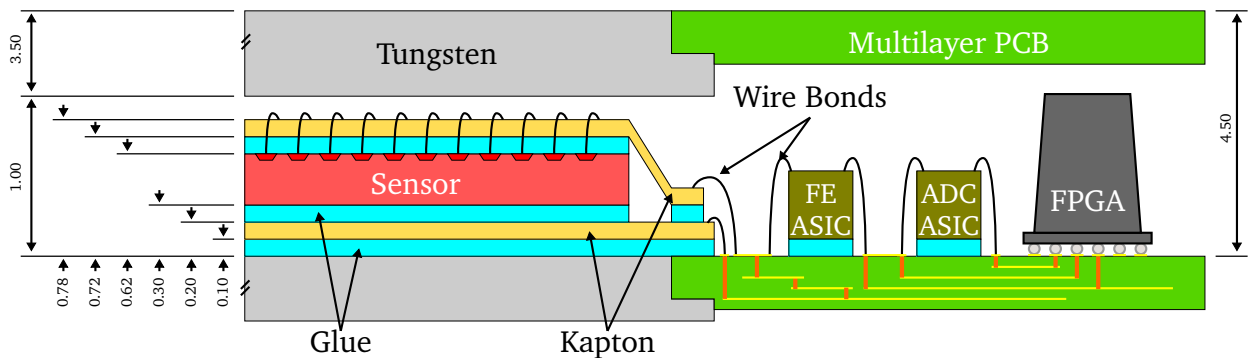 3.50
1.00
4.50
Tungsten
Multilayer PCB
Wire Bonds
Sensor
FE
ASIC
ADC
ASIC
FPGA
0.78
0.72
0.62
0.30
0.20
0.10
Glue
Kapton